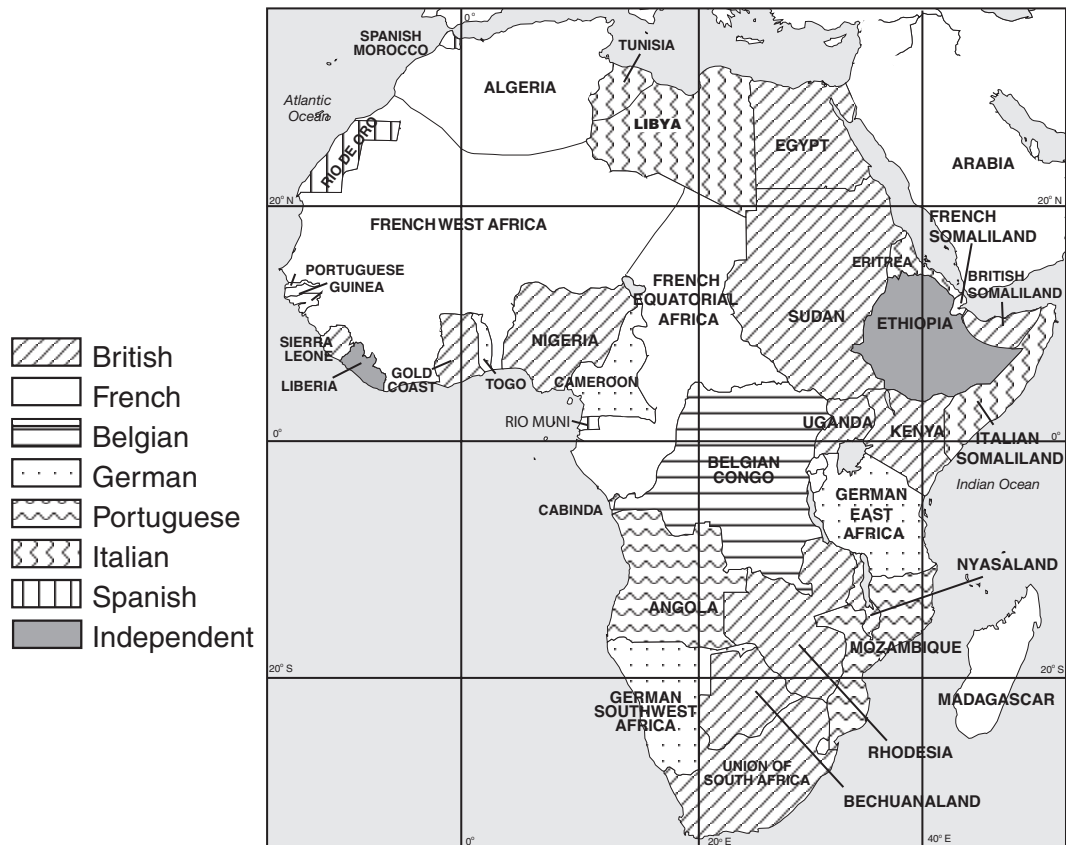 British
French
Belgian
German
Portuguese
Italian
Spanish
Independent
0°
SPANISH
MOROCCO
TUNISIA
ALGERIA
Atlantic
Ocean
LIBYA
EGYPT
RIO DE ORO
ARABIA
20°N
20°N
FRENCH WEST AFRICA
FRENCH
SOMALILAND
ERITREA
BRITISH
SOMALILAND
PORTUGUESE
GUINEA
FRENCH
EQUATORIAL
AFRICA
SUDAN
ETHIOPIA
SIERRA
LEONE
NIGERIA
LIBERIA
GOLD
COAST
TOGO
CAMEROON
RIO MUNI
UGANDA
KENYA
0°
0°
ITALIAN
SOMALILAND
BELGIAN
CONGO
Indian Ocean
CABINDA
GERMAN
EAST
AFRICA
NYASALAND
ANGOLA
MOZAMBIQUE
20°S
20°S
GERMAN
SOUTHWEST
AFRICA
MADAGASCAR
RHODESIA
UNION OF
SOUTH AFRICA
BECHUANALAND
0°
20°E
40°E